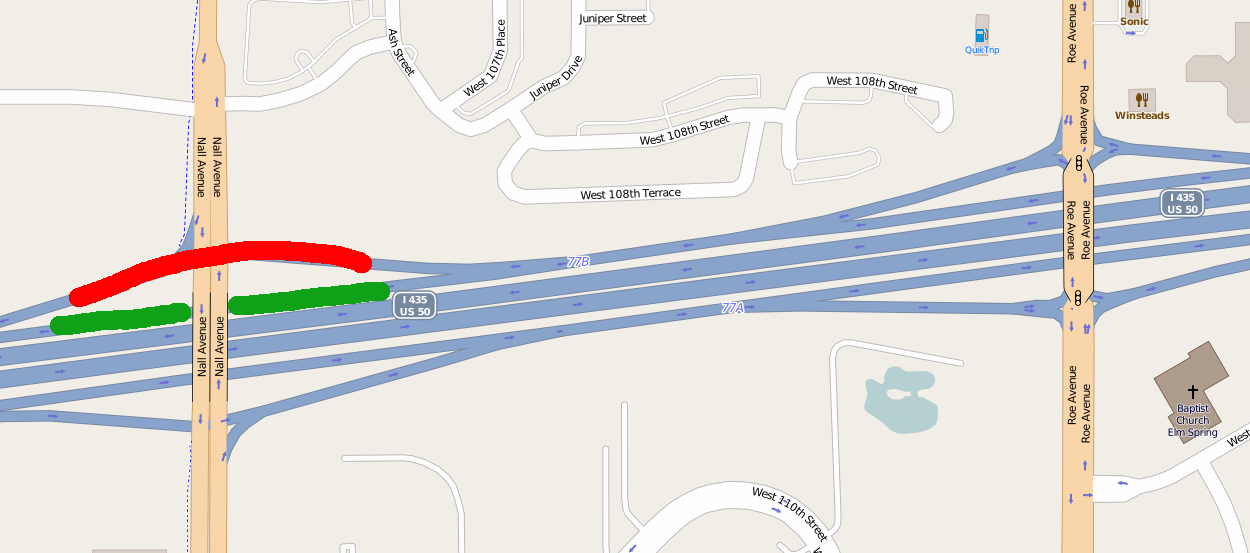 Juniper Street
Ash Street
West 107th Place
Juniper Drive
Roe Avenue
Sonic
QuikTrip
West 108th Street
Roe Avenue
Winsteads
West 108th Street
Nall Avenue
Nall Avenue
West 108th Terrace
I 435
US 50
Roe Avenue
Roe Avenue
77B
I 435
US 50
77A
Nall Avenue
Nall Avenue
Roe Avenue
Roe Avenue
Baptist
Church
Elm Spring
West
West 110th Street
W